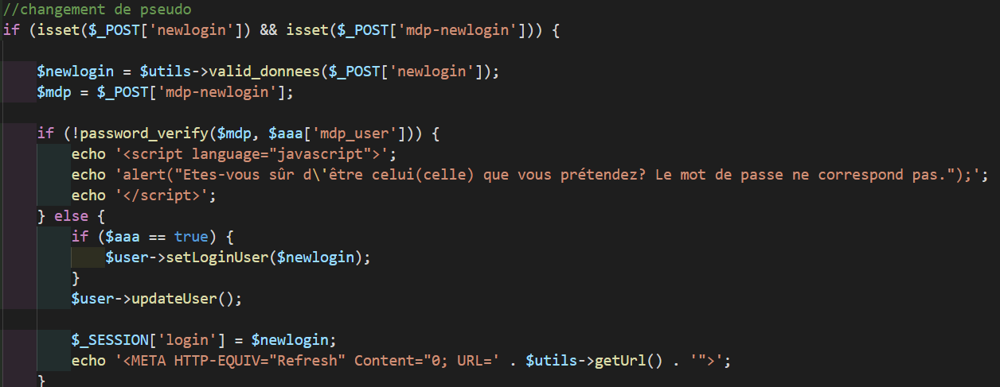 //changement de pseudo
if (isset($_POST['newlogin']) && isset($_POST['mdp-newlogin'])) {
$newlogin = $utils->valid_donnees($_POST['newlogin']);
$mdp = $_POST['mdp-newlogin'];
if (!password_verify($mdp, $aaa['mdp_user'])) {
echo '<script language="javascript">';
echo 'alert("Etes-vous sûr d\'être celui(celle) que vous prétendez? Le mot de passe ne correspond pas.");';
echo '</script>';
} else {
if ($aaa == true) {
$user->setLoginUser($newlogin);
}
$user->updateUser();
$_SESSION['login'] = $newlogin;
echo '<META HTTP-EQUIV="Refresh" Content="0; URL=' . $utils->getUrl() . '">';
}